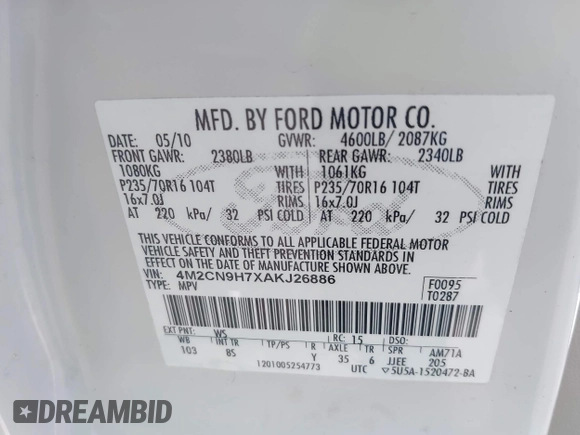 MFD. BY FORD MOTOR CO.
DATE: 05/10 GVWR: 4600LB/ 2087KG
FRONT GAWR: 2380LB REAR GAWR: 2340LB
1080KG WITH 1061KG WITH
P235/70R16 104T TIRES P235/70R16 104T TIRES
16x7.0J RIMS 16x7.0J RIMS
AT 220 kPa/ 32 PSI COLD AT 220 kPa/ 32 PSI COLD
THIS VEHICLE CONFORMS TO ALL APPLICABLE FEDERAL MOTOR
VEHICLE SAFETY AND THEFT PREVENTION STANDARDS IN
EFFECT ON THE DATE OF MANUFACTURE SHOWN ABOVE.
VIN: 4M2CN9H7XAKJ26886 F0095
TYPE: MPV T0287
EXT PNT: WS RC: 15 DSO:
WB INT TR TP/PS R AXLE TR SPR AM71A
103 BS Y 35 6 JJEE 205
1201005254773 UTC 5U5A-1520472-BA
DREAMBID